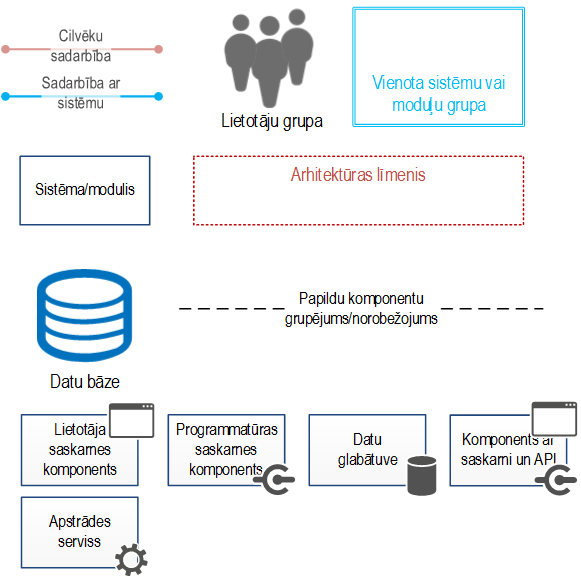 Cilvēku
sadarbība
Sadarbība ar
sistēmu
Lietotāju grupa
Vienota sistēmu vai
moduļu grupa
Sistēma/modulis
Arhitektūras līmenis
Papildu komponentu
grupējums/norobežojums
Datu bāze
Lietotāja
saskarnes
komponents
Programmatūras
saskarnes
komponents
Datu
glabātuve
Komponents ar
saskarni un API
Apstrādes
serviss